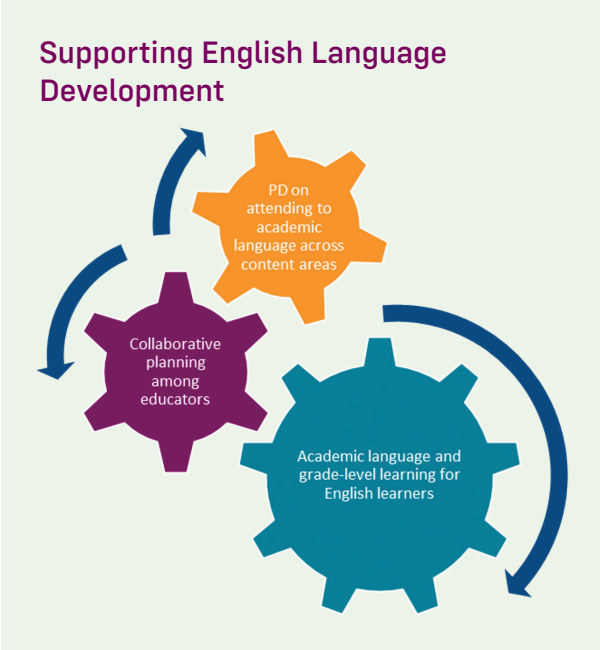 Supporting English Language
Development
PD on
attending to
academic
language across
content areas
Collaborative
planning
among
educators
Academic language and
grade-level learning for
English learners